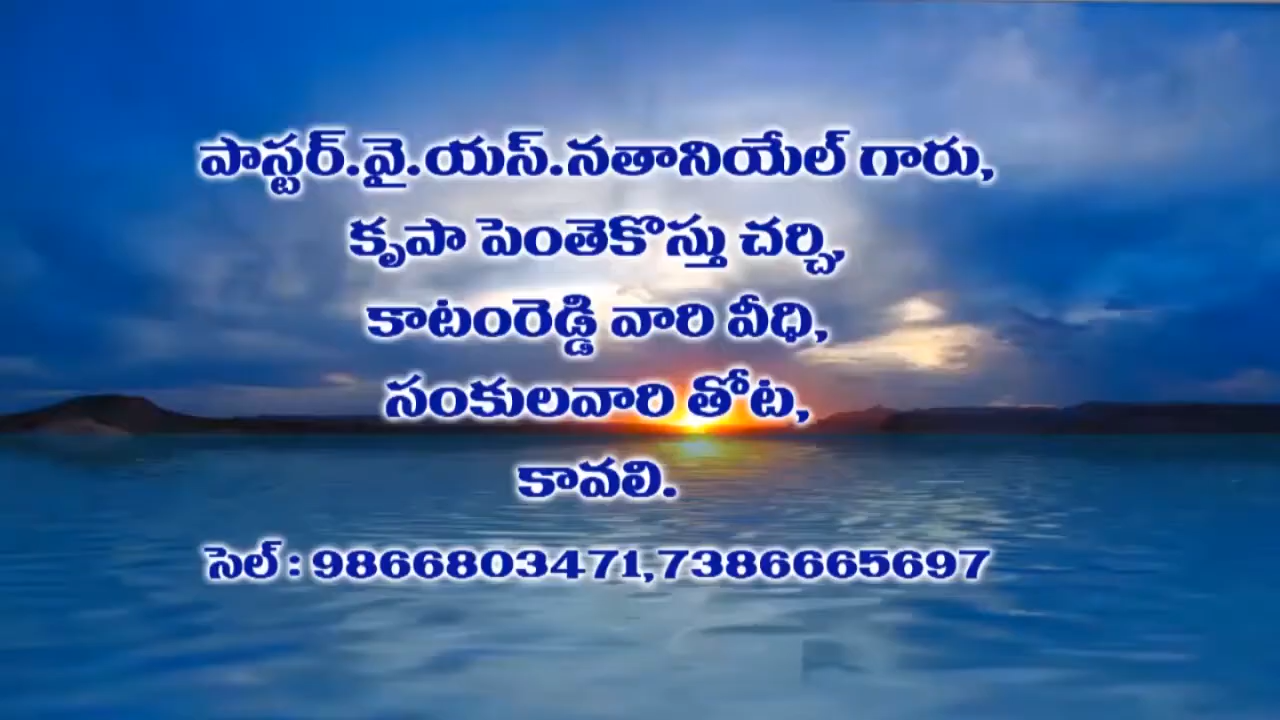 పాస్టర్.వై.యస్.నతానియేల్ గారు,
కృపా పెంతెకొస్తు చర్చి,
కాటంరెడ్డి వారి వీధి,
సంకులవారి తోట,
కావలి.
సెల్ : 9866803471,7386665697